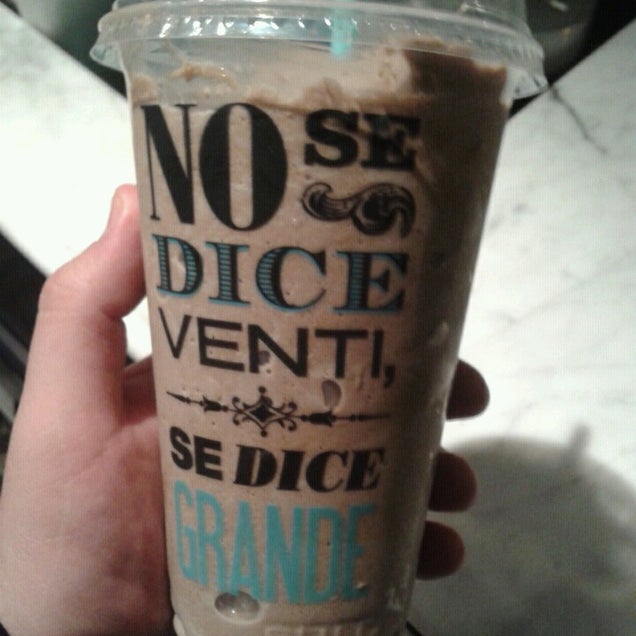 NO SE
DICE
VENTI,
SE DICE
GRANDE